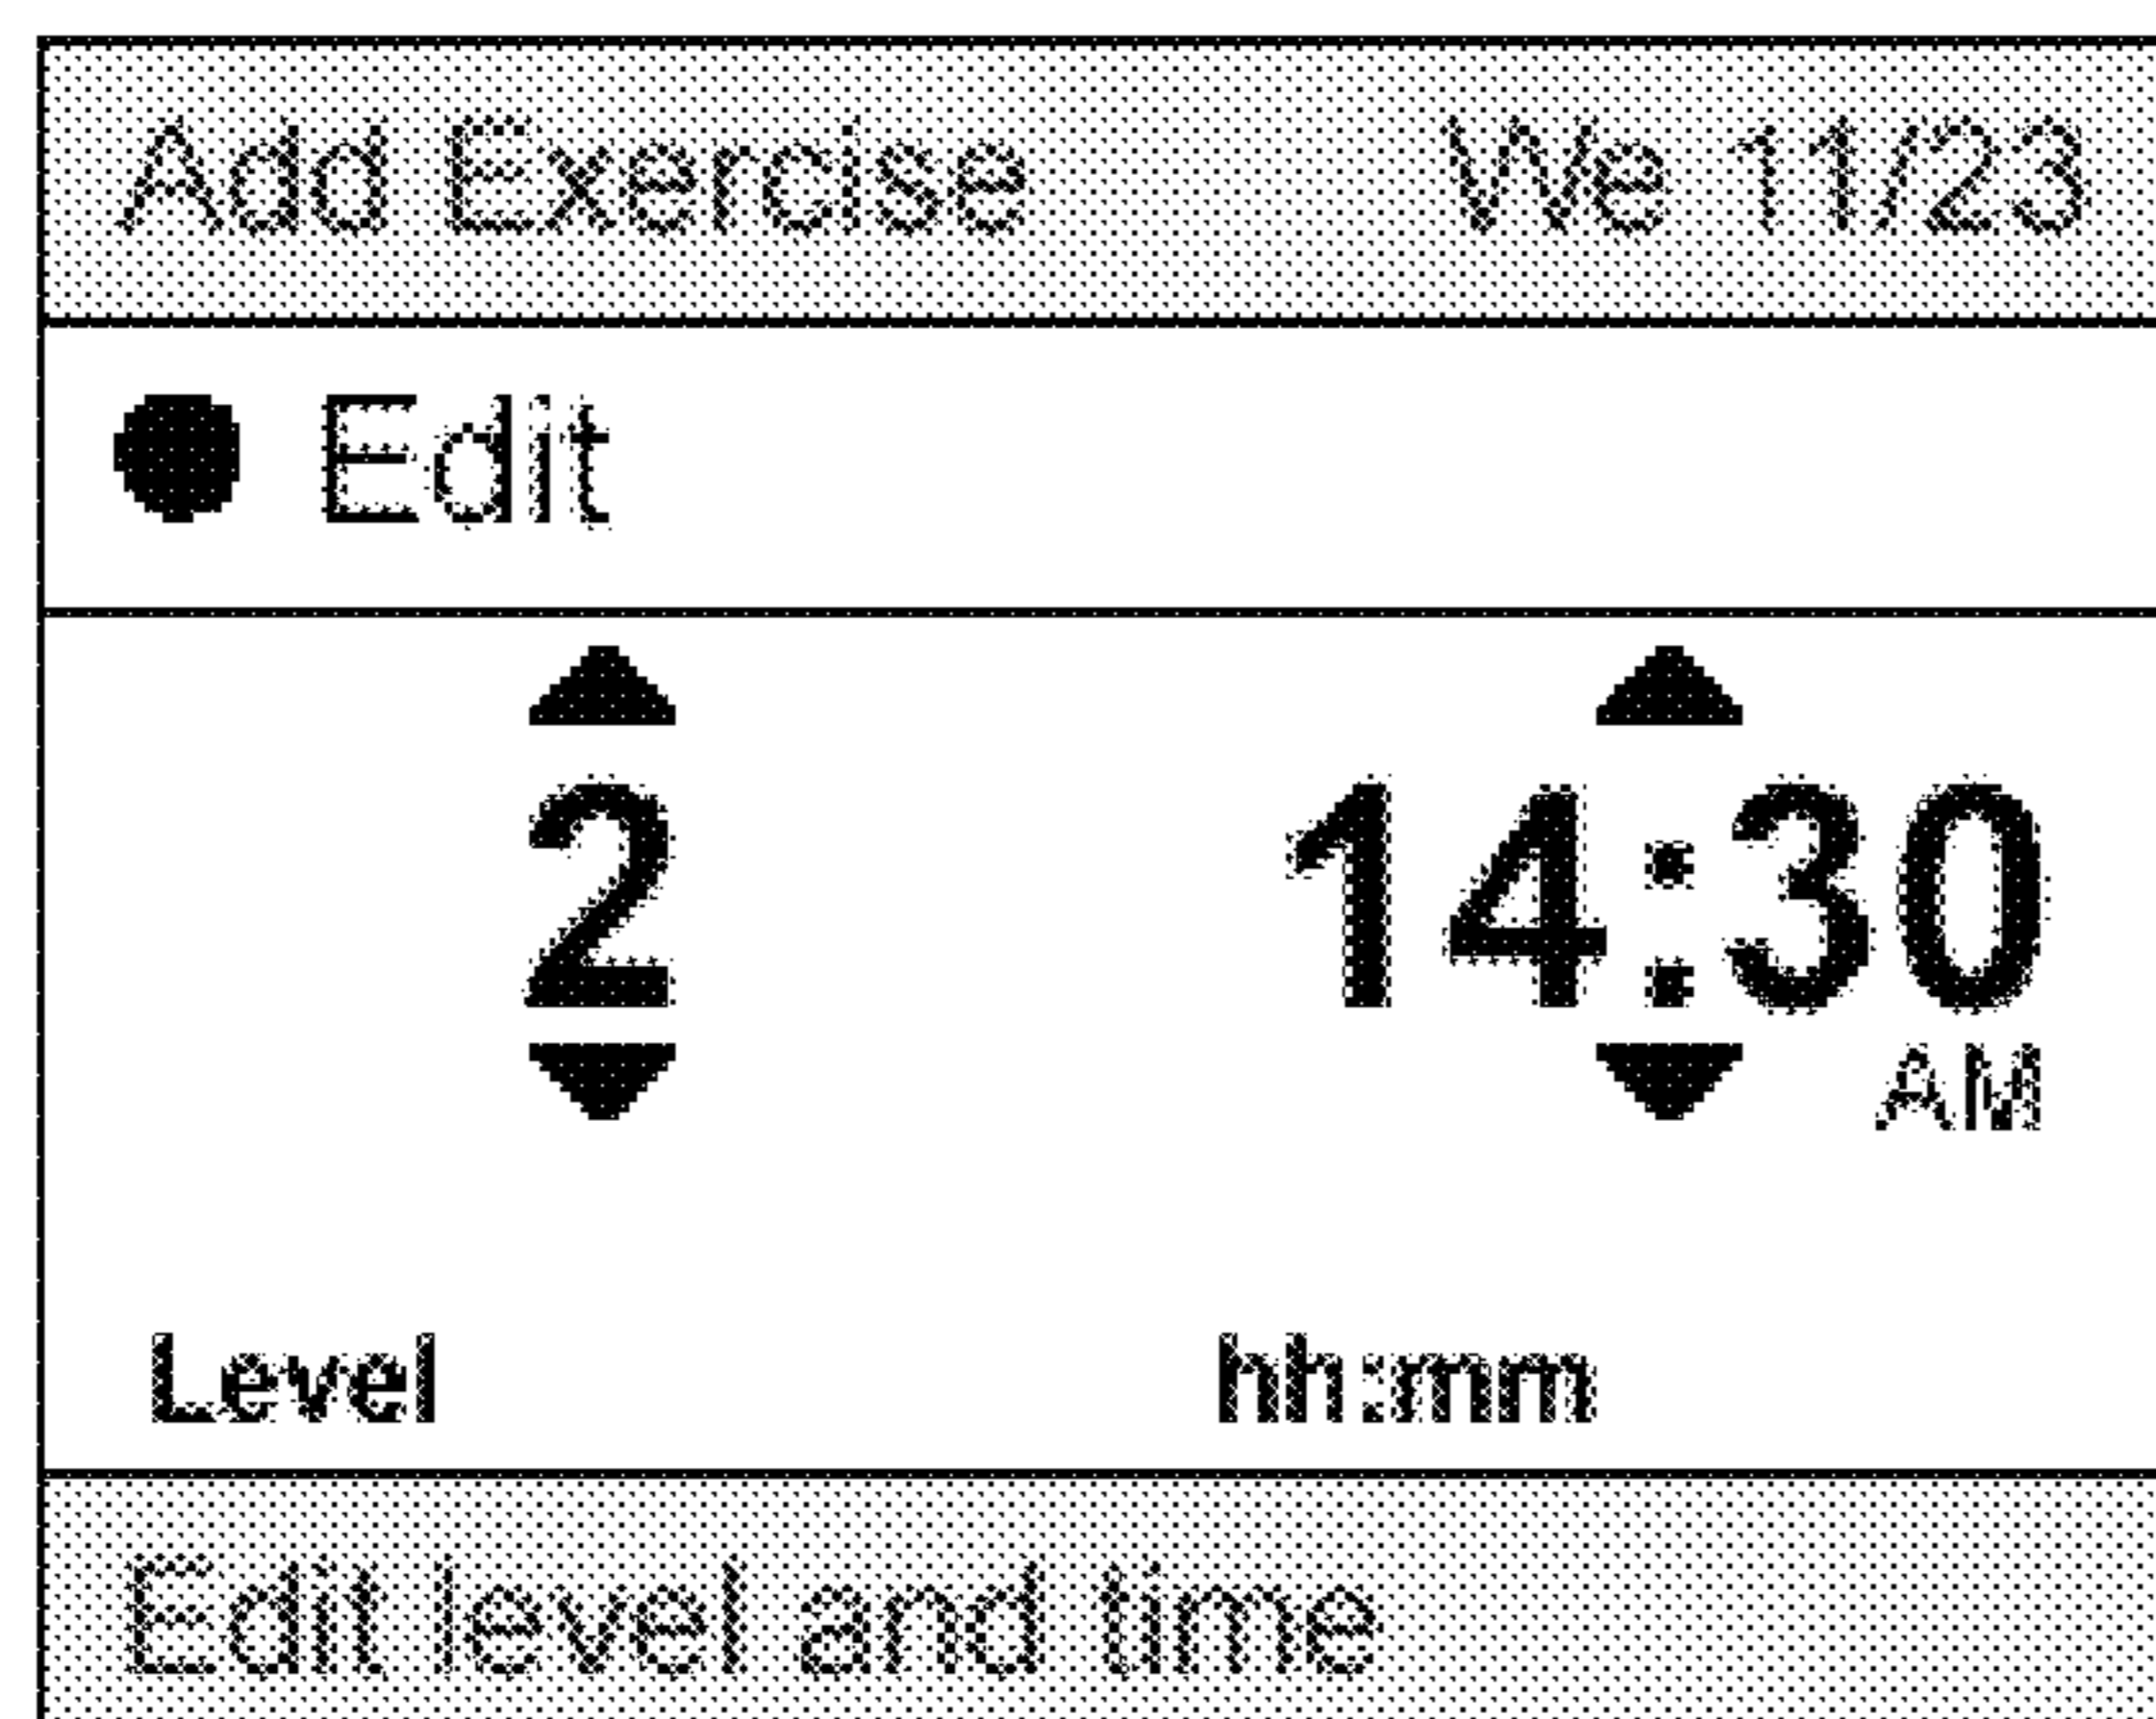 Add Exercise We 11/23
Edit
2 14:30
AM
Level hh:mm
Edit level and time